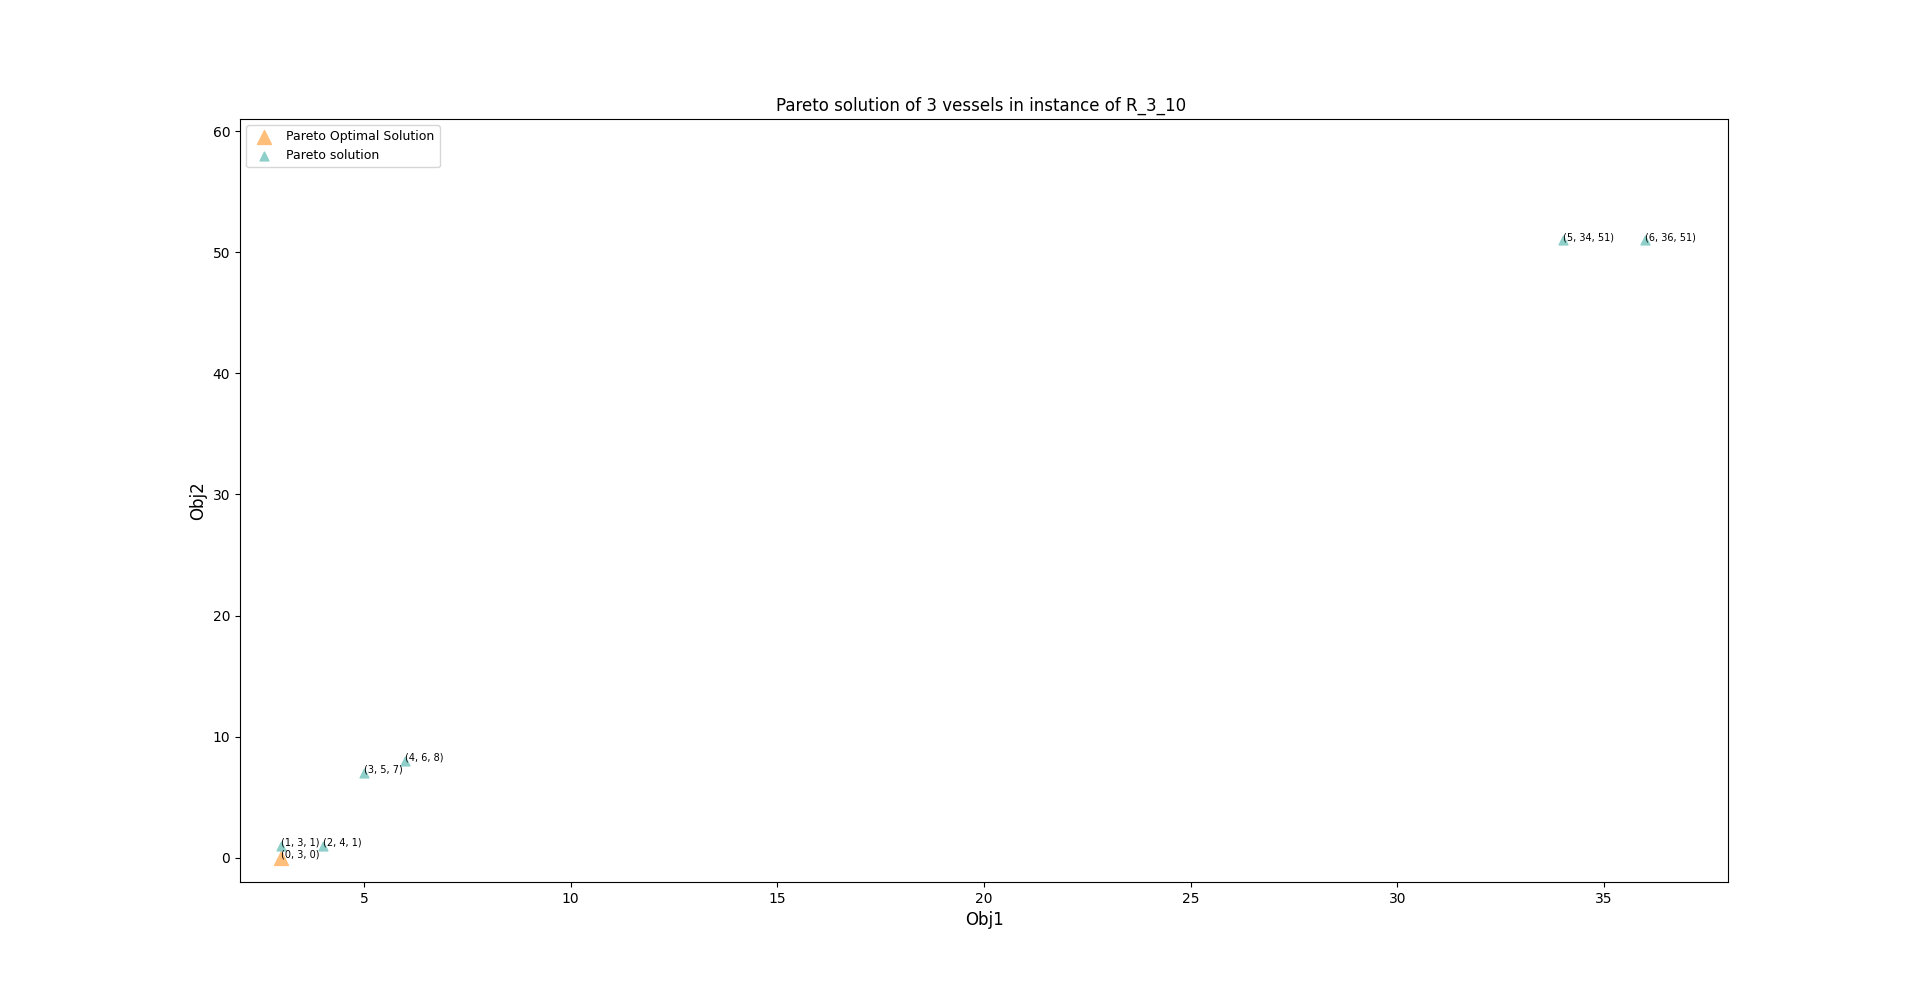 Pareto solution of 3 vessels in instance of R_3_10
60
Pareto Optimal Solution
Pareto solution
(5, 34, 51) (6, 36, 51)
50
40
Obj2
30
20
10
(4, 6, 8)
(3, 5, 7)
(1, 3, 1) (2, 4, 1)
(0, 3, 0)
0
5 10 15 20 25 30 35
Obj1